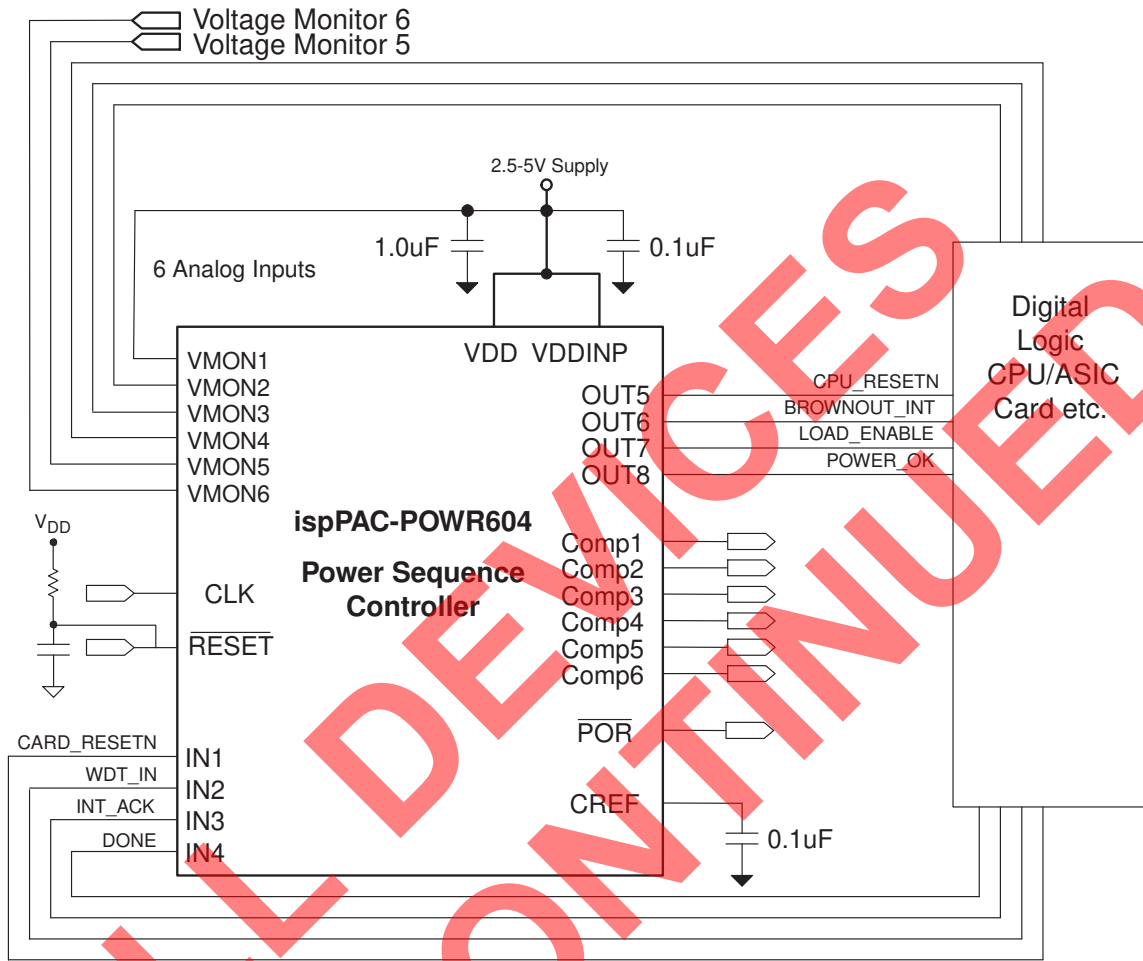 Voltage Monitor 6
Voltage Monitor 5
2.5-5V Supply
1.0uF
0.1uF
6 Analog Inputs
VDD VDDINP
Digital
Logic
CPU/ASIC
Card etc.
VMON1
VMON2
VMON3
VMON4
VMON5
VMON6
OUT5
OUT6
OUT7
OUT8
CPU_RESETN
BROWNOUT_INT
LOAD_ENABLE
POWER_OK
ispPAC-POWR604
Power Sequence
Controller
VDD
CLK
RESET
Comp1
Comp2
Comp3
Comp4
Comp5
Comp6
POR
CREF
0.1uF
CARD_RESETN
WDT_IN
INT_ACK
DONE
IN1
IN2
IN3
IN4
DEVICES